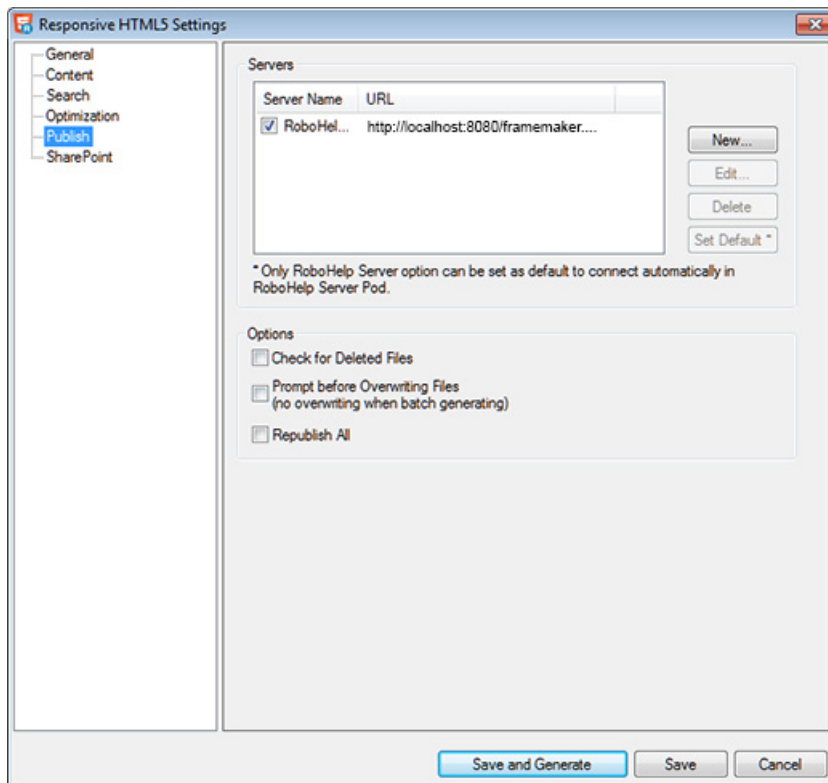 Responsive HTML5 Settings
General
Content
Search
Optimization
Publish
SharePoint
Servers
Server Name URL
RoboHel... http://localhost:8080/framemaker....
New...
Edit...
Delete
Set Default *
* Only RoboHelp Server option can be set as default to connect automatically in
RoboHelp Server Pod.
Options
Check for Deleted Files
Prompt before Overwriting Files
(no overwriting when batch generating)
Republish All
Save and Generate Save Cancel